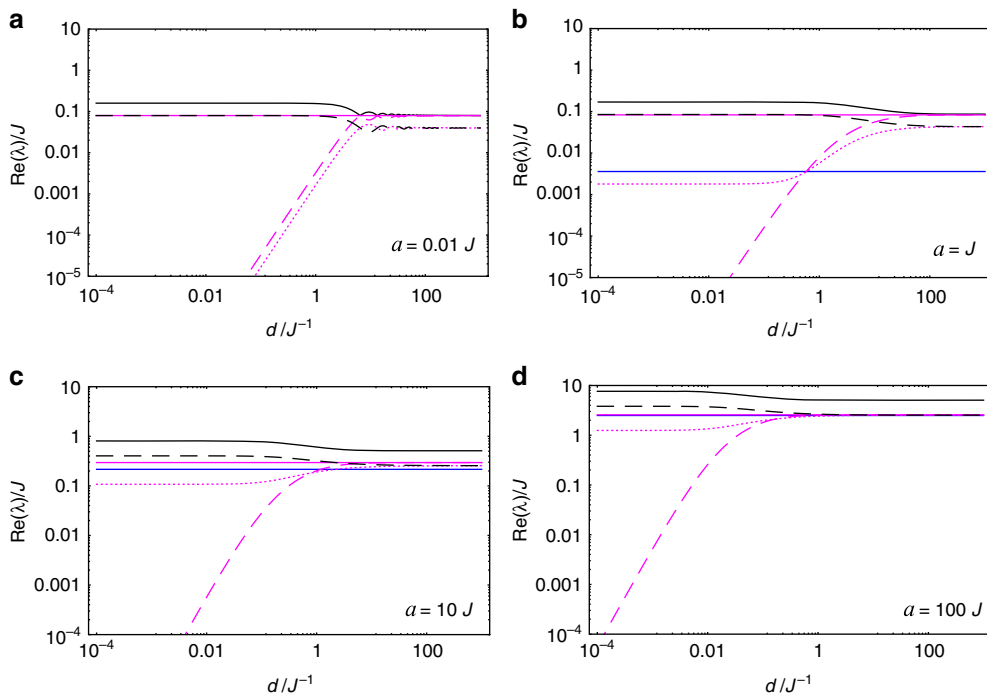 a
10
1
0.1
0.01
0.001
10⁻⁴
10⁻⁵
Re(λ)/J
a = 0.01 J
10⁻⁴ 0.01 1 100
d /J⁻¹
b
10
1
0.1
0.01
0.001
10⁻⁴
10⁻⁵
Re(λ)/J
a = J
10⁻⁴ 0.01 1 100
d /J⁻¹
c
10
1
0.1
0.01
0.001
10⁻⁴
Re(λ)/J
a = 10 J
10⁻⁴ 0.01 1 100
d /J⁻¹
d
10
1
0.1
0.01
0.001
10⁻⁴
Re(λ)/J
a = 100 J
10⁻⁴ 0.01 1 100
d /J⁻¹